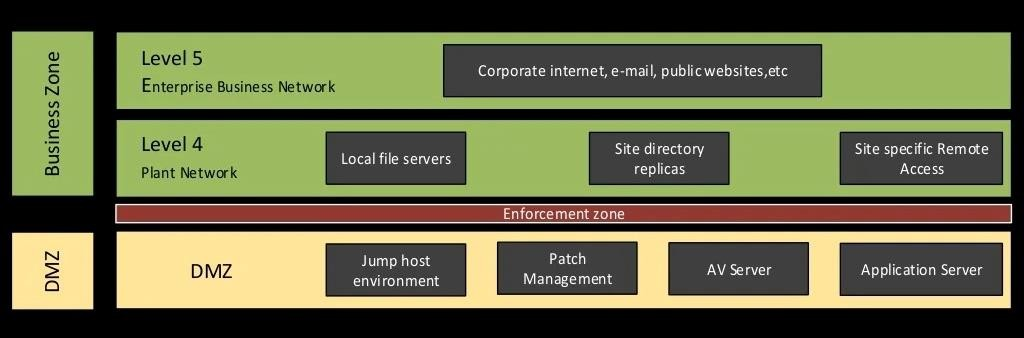 Business Zone
Level 5
Enterprise Business Network
Corporate internet, e-mail, public websites,etc
Level 4
Plant Network
Local file servers
Site directory
replicas
Site specific Remote
Access
Enforcement zone
DMZ
DMZ
Jump host
environment
Patch
Management
AV Server
Application Server